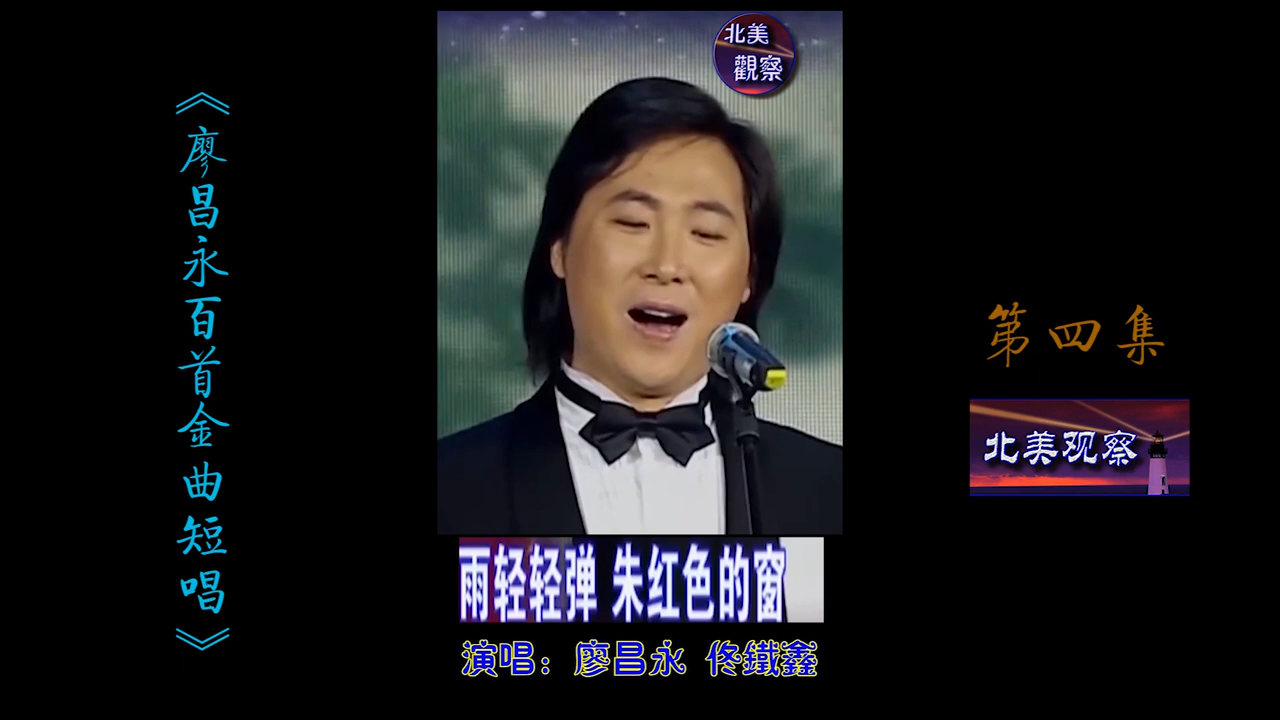 《廖昌永百首金曲短唱》
北美
觀察
雨轻轻弹 朱红色的窗
演唱：廖昌永 佟鐵鑫
第四集
北美观察